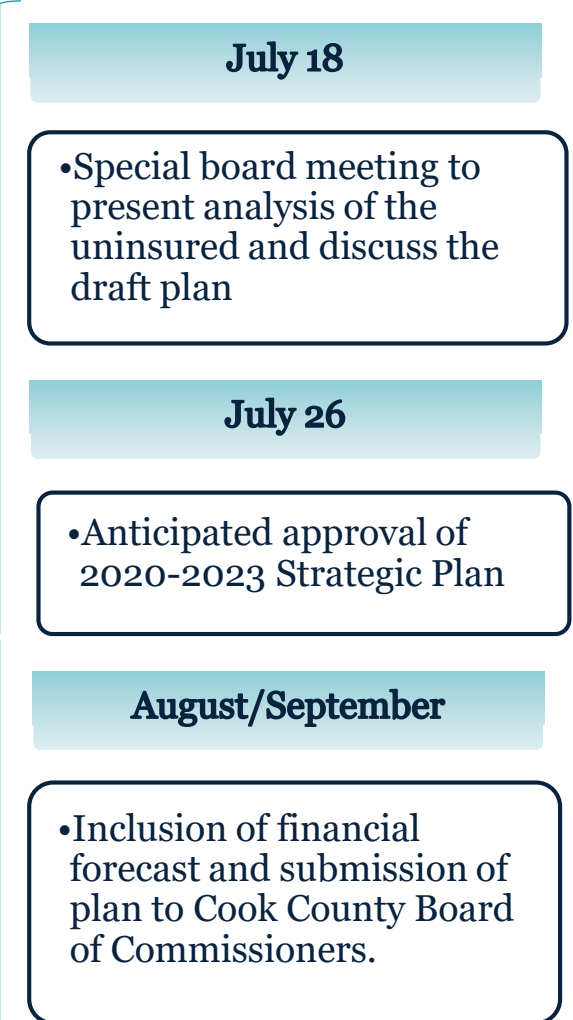 July 18
•Special board meeting to
present analysis of the
uninsured and discuss the
draft plan
July 26
•Anticipated approval of
2020-2023 Strategic Plan
August/September
•Inclusion of financial
forecast and submission of
plan to Cook County Board
of Commissioners.